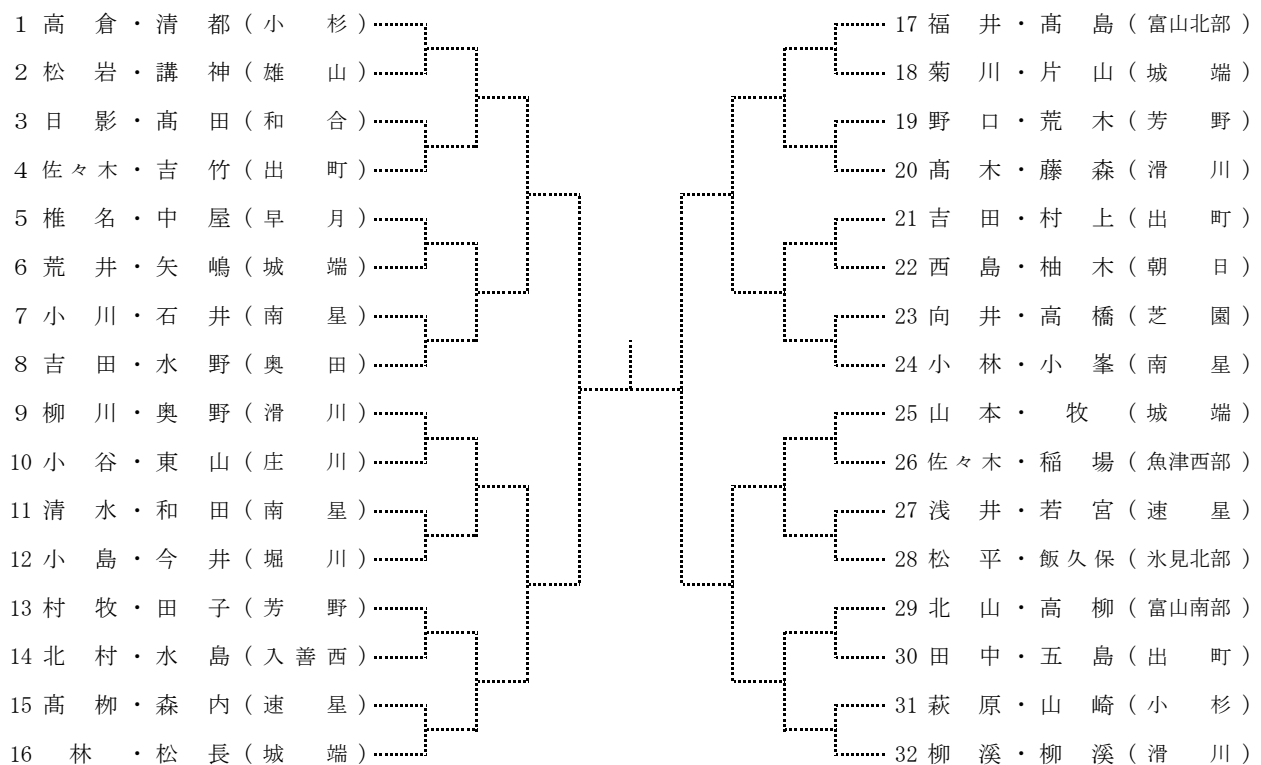 1 高倉・清都（小杉）
2 松岩・講神（雄山）
3 日影・髙田（和合）
4 佐々木・吉竹（出町）
5 椎名・中屋（早月）
6 荒井・矢嶋（城端）
7 小川・石井（南星）
8 吉田・水野（奥田）
9 柳川・奥野（滑川）
10 小谷・東山（庄川）
11 清水・和田（南星）
12 小島・今井（堀川）
13 村牧・田子（芳野）
14 北村・水島（入善西）
15 髙栁・森内（速星）
16 林・松長（城端）
17 福井・髙島（富山北部）
18 菊川・片山（城端）
19 野口・荒木（芳野）
20 髙木・藤森（滑川）
21 吉田・村上（出町）
22 西島・柚木（朝日）
23 向井・高橋（芝園）
24 小林・小峯（南星）
25 山本・牧（城端）
26 佐々木・稲場（魚津西部）
27 浅井・若宮（速星）
28 松平・飯久保（氷見北部）
29 北山・高柳（富山南部）
30 田中・五島（出町）
31 萩原・山崎（小杉）
32 柳溪・柳溪（滑川）